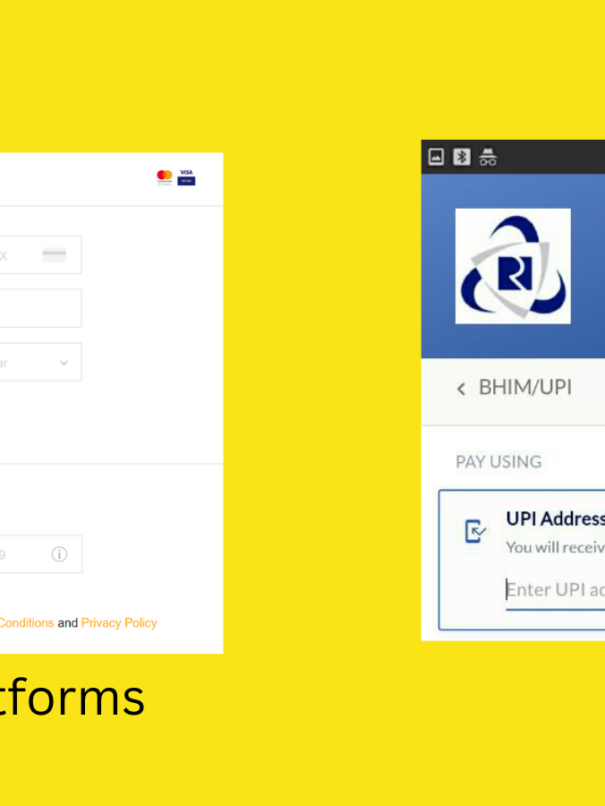 VISA
X
ar
9
Conditions and Privacy Policy
tforms
BHIM/UPI
PAY USING
UPI Address
You will receiv
Enter UPI ad